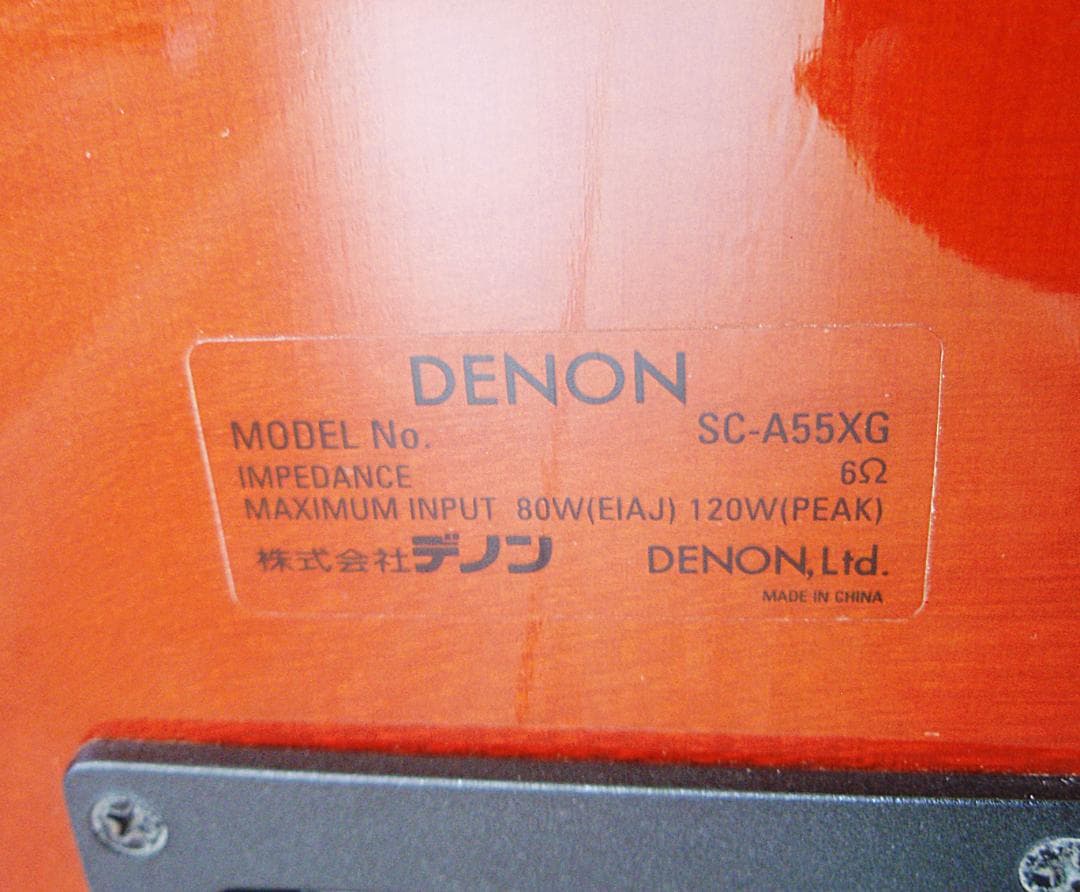 DENON
MODEL No. SC-A55XG
IMPEDANCE 6Ω
MAXIMUM INPUT 80W(EIAJ) 120W(PEAK)
株式会社デノン DENON, Ltd.
MADE IN CHINA